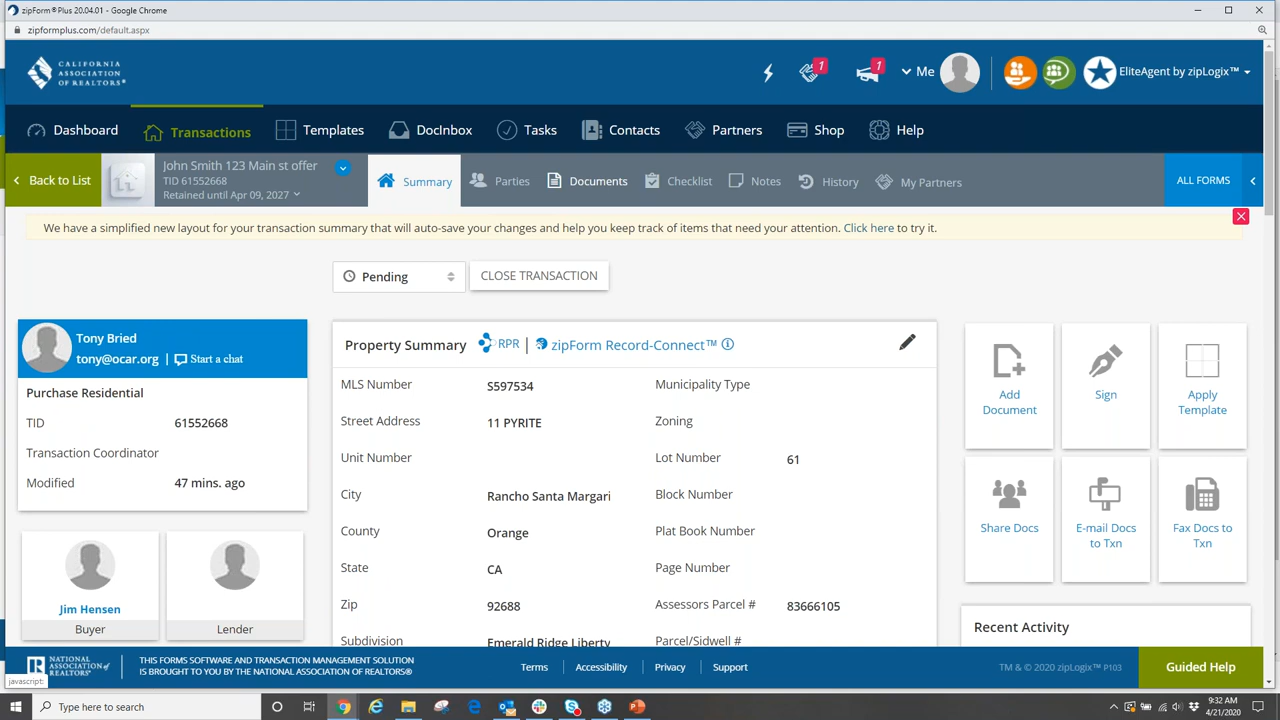 zipForm® Plus 20.04.01 - Google Chrome
zipformplus.com/default.aspx
CALIFORNIA
ASSOCIATION
OF REALTORS®
1
1
Me
EliteAgent by zipLogix™
Dashboard
Transactions
Templates
DocInbox
Tasks
Contacts
Partners
Shop
Help
Back to List
John Smith 123 Main st offer
TID 61552668
Retained until Apr 09, 2027
Summary
Parties
Documents
Checklist
Notes
History
My Partners
ALL FORMS
We have a simplified new layout for your transaction summary that will auto-save your changes and help you keep track of items that need your attention. Click here to try it.
Pending
CLOSE TRANSACTION
Tony Bried
tony@ocar.org | Start a chat
Purchase Residential
TID 61552668
Transaction Coordinator
Modified 47 mins. ago
Jim Hensen
Buyer
Lender
Property Summary RPR | zipForm Record-Connect™
MLS Number S597534 Municipality Type
Street Address 11 PYRITE Zoning
Unit Number Lot Number 61
City Rancho Santa Margari Block Number
County Orange Plat Book Number
State CA Page Number
Zip 92688 Assessors Parcel # 83666105
Subdivision Emerald Ridge Liberty Parcel/Sidwell #
Add
Document
Sign
Apply
Template
Share Docs
E-mail Docs
to Txn
Fax Docs to
Txn
Recent Activity
NATIONAL
ASSOCIATION of
REALTORS®
THIS FORMS SOFTWARE AND TRANSACTION MANAGEMENT SOLUTION
IS BROUGHT TO YOU BY THE NATIONAL ASSOCIATION OF REALTORS®
Terms
Accessibility
Privacy
Support
TM & © 2020 zipLogix™ P103
Guided Help
javascript:
Type here to search
9:32 AM
4/21/2020